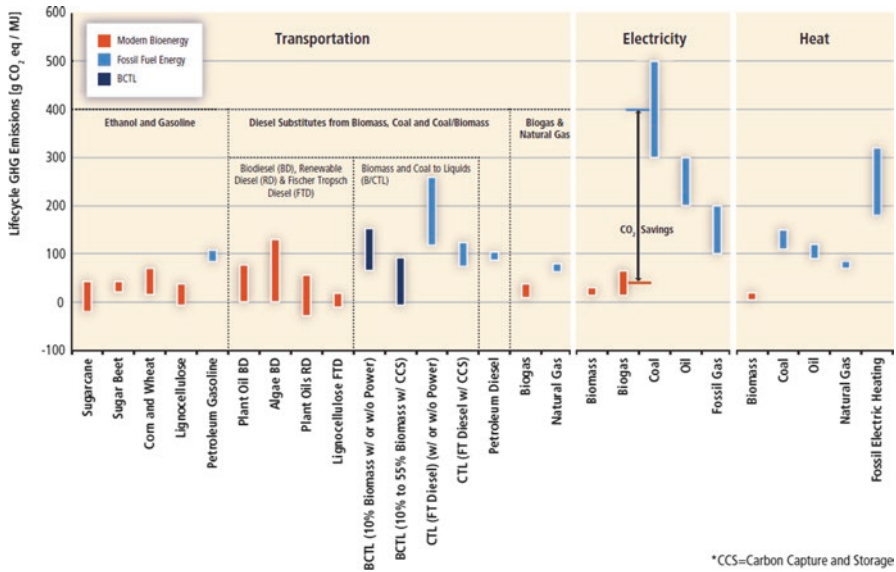 Lifecycle GHG Emissions [g CO2 eq / MJ]
600
500
400
300
200
100
0
-100
Modern Bioenergy
Fossil Fuel Energy
BCTL
Transportation
Electricity
Heat
Ethanol and Gasoline
Diesel Substitutes from Biomass, Coal and Coal/Biomass
Biogas &
Natural Gas
Biodiesel (BD), Renewable
Diesel (RD) & Fischer Tropsch
Diesel (FTD)
Biomass and Coal to Liquids
(B/CTL)
CO2 Savings
Sugarcane
Sugar Beet
Corn and Wheat
Lignocellulose
Petroleum Gasoline
Plant Oil BD
Algae BD
Plant Oils RD
Lignocellulose FTD
BCTL (10% Biomass w/ or w/o Power)
BCTL (10% to 55% Biomass w/ CCS)
CTL (FT Diesel) (w/ or w/o Power)
CTL (FT Diesel w/ CCS)
Petroleum Diesel
Biogas
Natural Gas
Biomass
Biogas
Coal
Oil
Fossil Gas
Biomass
Coal
Oil
Natural Gas
Fossil Electric Heating
*CCS=Carbon Capture and Storage